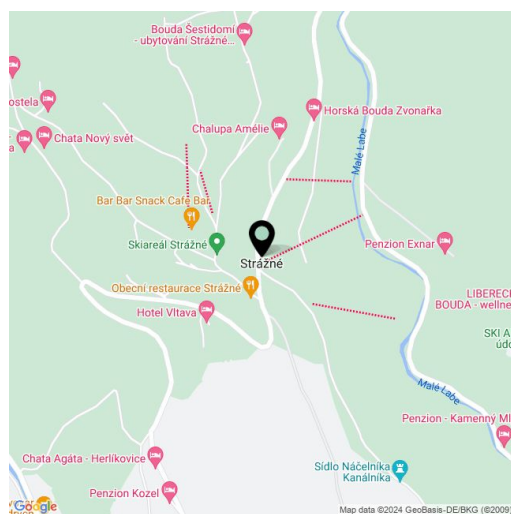 Bouda Šestidomí
- ubytování Strážné…
ostela
Horská Bouda Zvonařka
Chalupa Amélie
Chata Nový svět
Malé Labe
Bar Bar Snack Cafe Bar
Skiareál Strážné
Strážné
Penzion Exnar
Obecní restaurace Strážné
Hotel Vltava
LIBEREC
BOUDA - wellne
SKI A
údo
Malé Labe
Penzion - Kamenný Ml
Chata Agáta - Herlíkovice
Sídlo Náčelníka
Kanálníka
Penzion Kozel
Google
Map data ©2024 GeoBasis-DE/BKG (©2009)